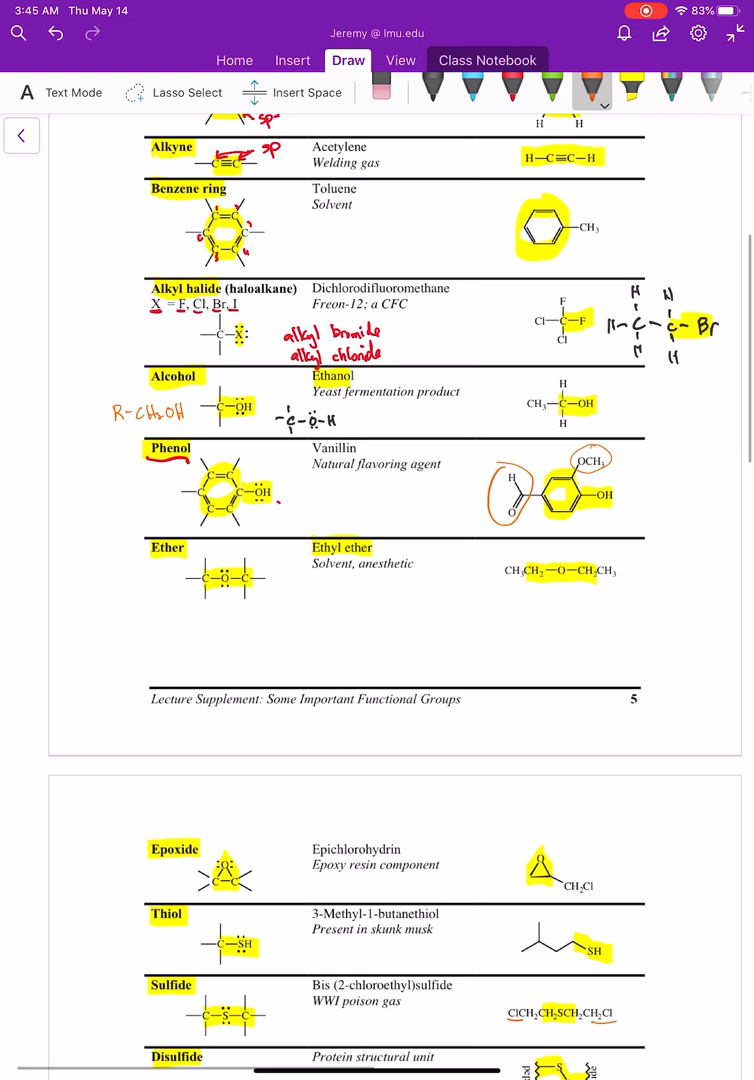 3:45 AM Thu May 14
83%
Jeremy @ lmu.edu
Home Insert Draw View Class Notebook
A Text Mode Lasso Select Insert Space
sp²
H H
Alkyne
Acetylene
Welding gas
—C≡C—
sp
H—C≡C—H
Benzene ring
Toluene
Solvent
C C C C C C
CH₃
Alkyl halide (haloalkane)
X = F, Cl, Br, I
Dichlorodifluoromethane
Freon-12; a CFC
—C—X:
alkyl bromide
alkyl chloride
F
Cl—C—F
Cl
H H
H—C—C—Br
H H
Alcohol
Ethanol
Yeast fermentation product
R-CH₂OH
—C—OH
-C-O-H
H
CH₃—C—OH
H
Phenol
Vanillin
Natural flavoring agent
C C C C C C—OH
OCH₃
H
OH
O
Ether
Ethyl ether
Solvent, anesthetic
—C—O—C—
CH₃CH₂—O—CH₂CH₃
Lecture Supplement: Some Important Functional Groups 5
Epoxide
Epichlorohydrin
Epoxy resin component
:O:
C—C
O
CH₂Cl
Thiol
3-Methyl-1-butanethiol
Present in skunk musk
—C—SH
SH
Sulfide
Bis (2-chloroethyl)sulfide
WWI poison gas
—C—S—C—
ClCH₂CH₂SCH₂CH₂Cl
Disulfide
Protein structural unit
S